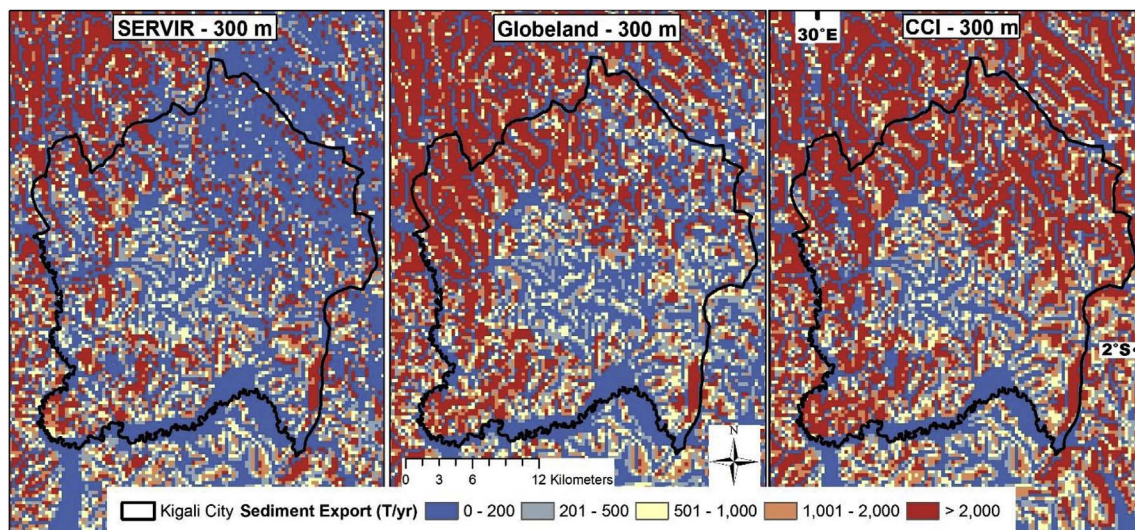 SERVIR - 300 m
Globeland - 300 m
CCI - 300 m
30°E
2°S
N
0 3 6 12 Kilometers
Kigali City Sediment Export (T/yr) 0 - 200 201 - 500 501 - 1,000 1,001 - 2,000 > 2,000